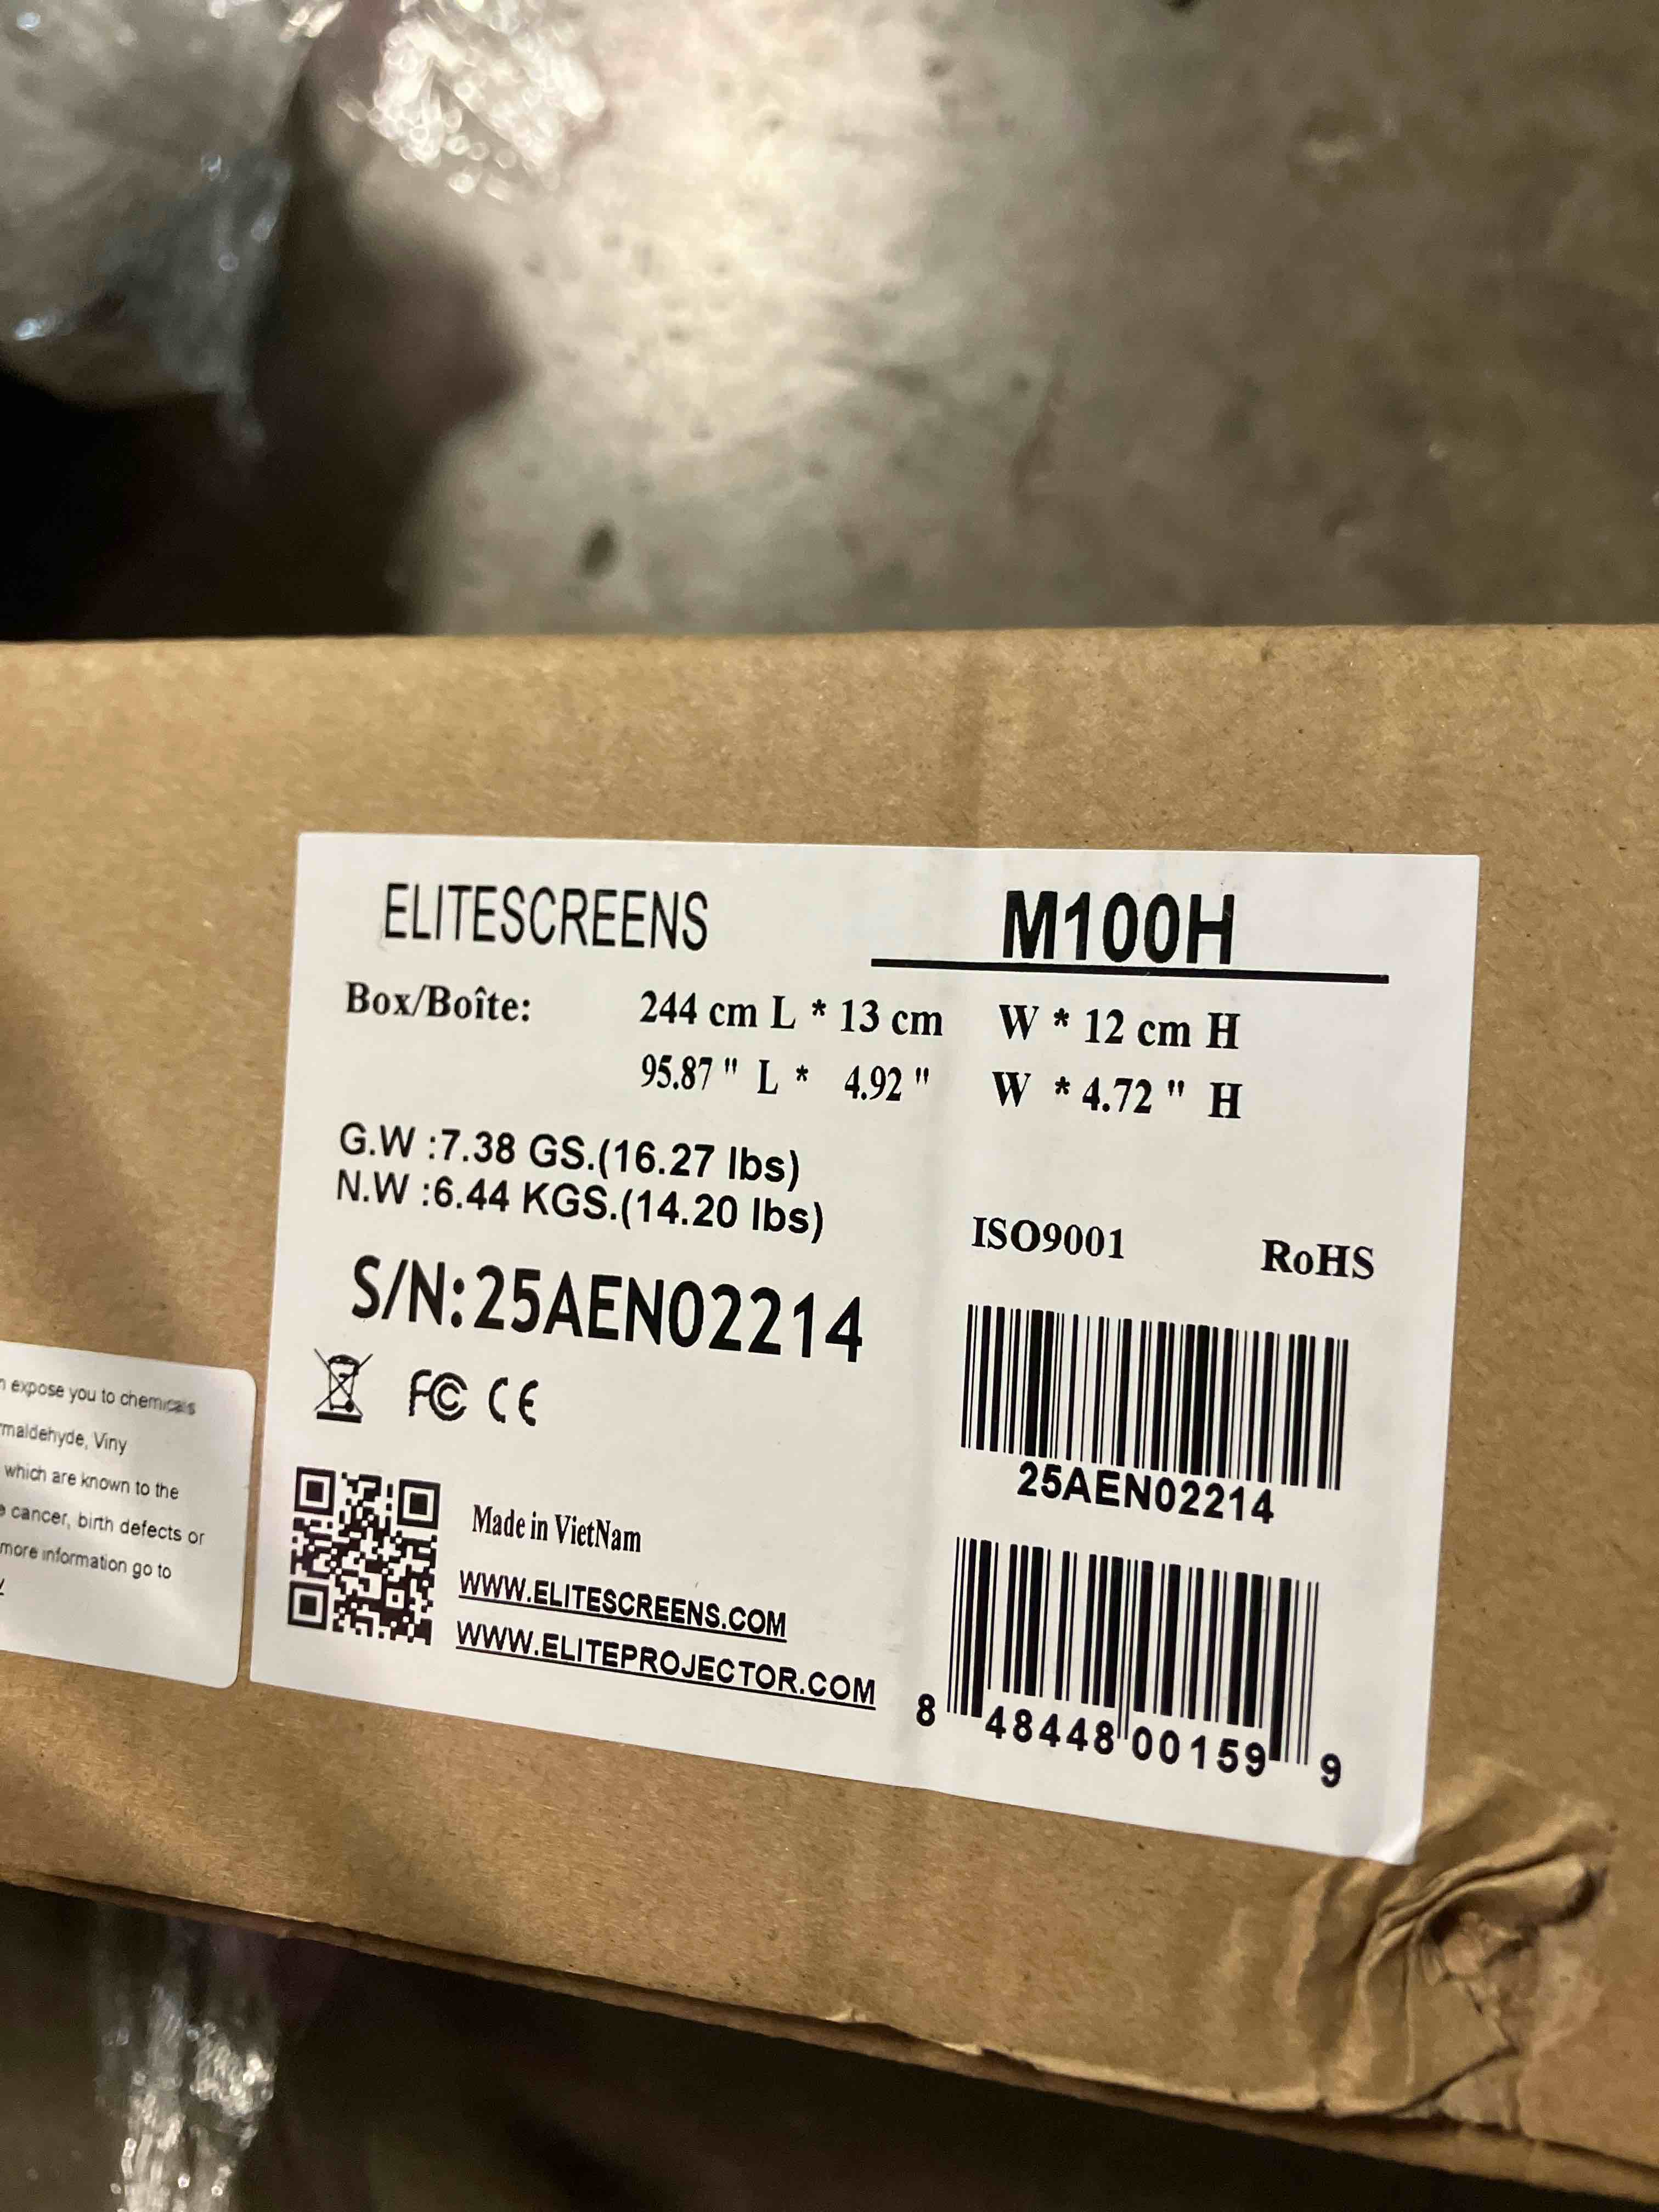 ELITESCREENS M100H
Box/Boîte: 244 cm L * 13 cm W * 12 cm H
95.87 " L * 4.92 " W * 4.72 " H
G.W :7.38 GS.(16.27 lbs)
N.W :6.44 KGS.(14.20 lbs)
ISO9001 RoHS
S/N:25AEN02214
FC CE
25AEN02214
Made in VietNam
WWW.ELITESCREENS.COM
WWW.ELITEPROJECTOR.COM
8 48448 00159 9
expose you to chemicals
maldehyde, Viny
which are known to the
cancer, birth defects or
more information go to